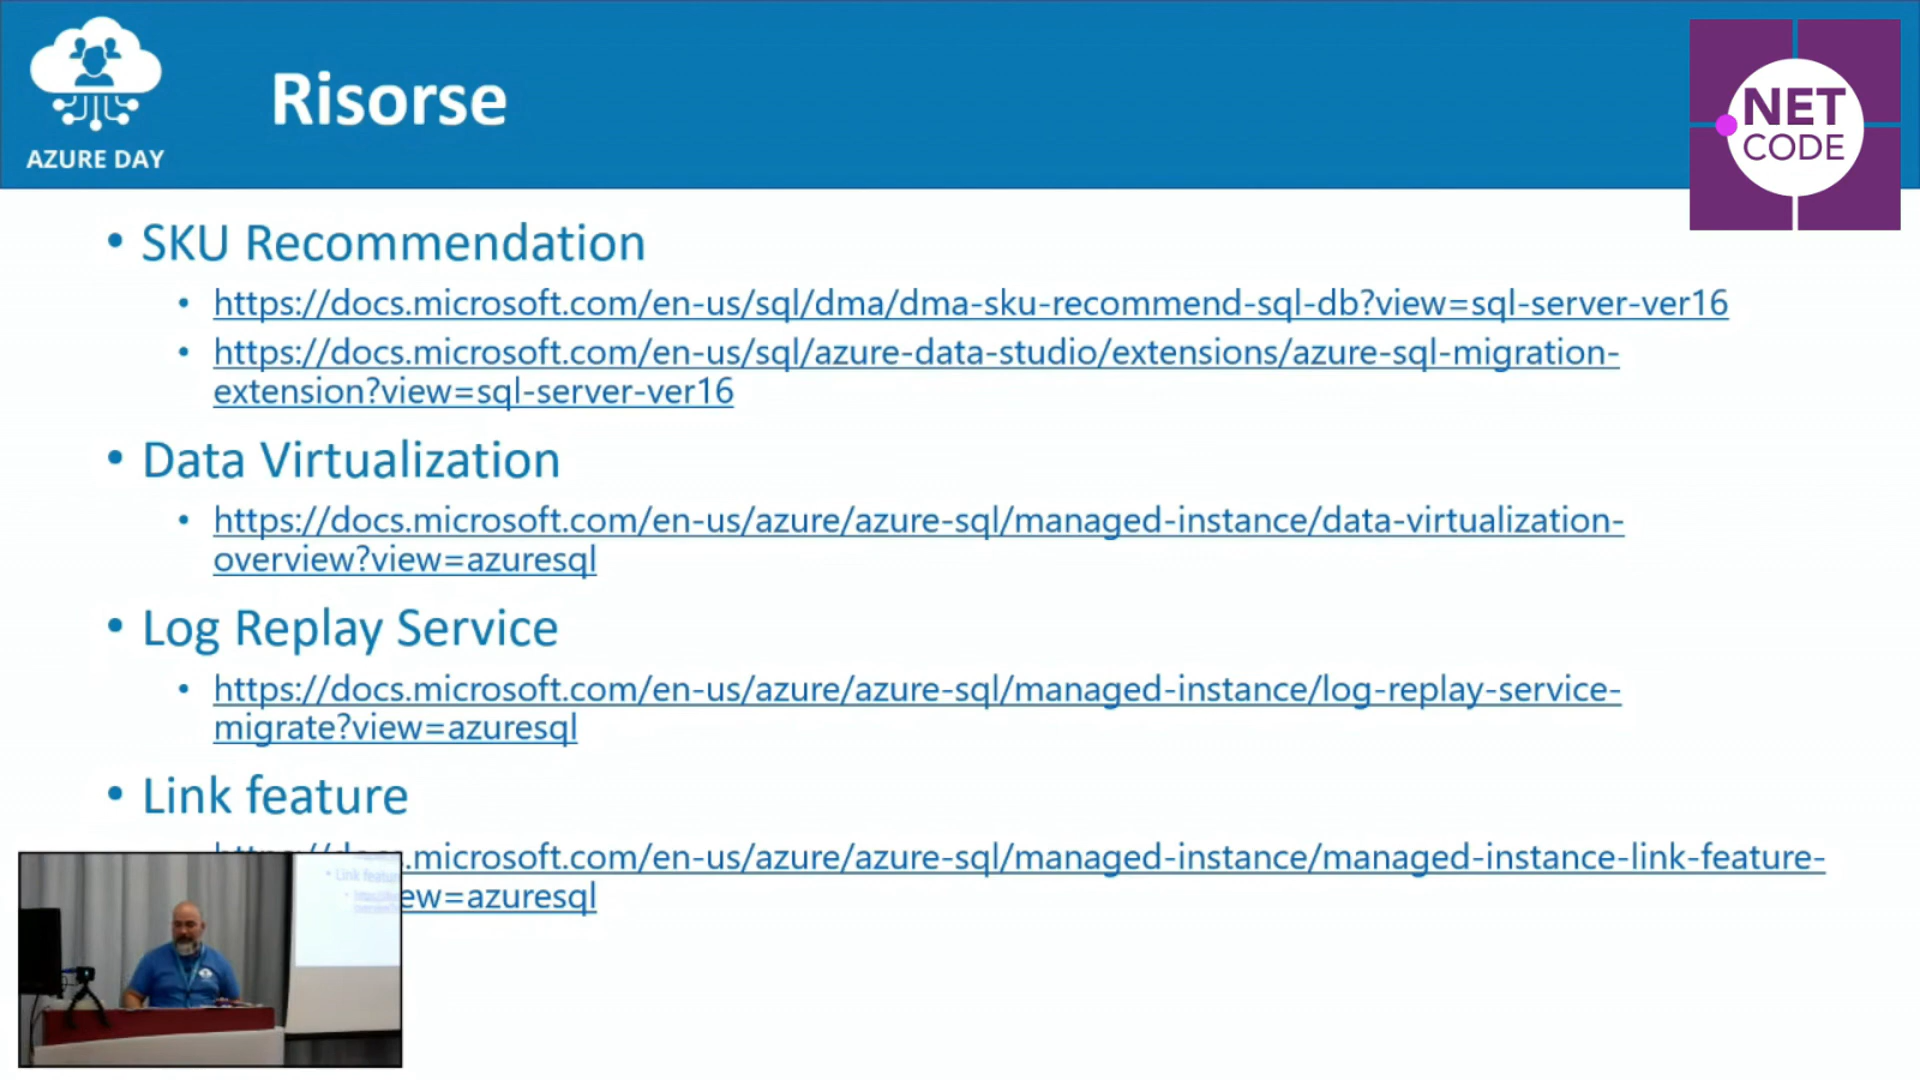 AZURE DAY
Risorse
NET
CODE
• SKU Recommendation
• https://docs.microsoft.com/en-us/sql/dma/dma-sku-recommend-sql-db?view=sql-server-ver16
• https://docs.microsoft.com/en-us/sql/azure-data-studio/extensions/azure-sql-migration-
extension?view=sql-server-ver16
• Data Virtualization
• https://docs.microsoft.com/en-us/azure/azure-sql/managed-instance/data-virtualization-
overview?view=azuresql
• Log Replay Service
• https://docs.microsoft.com/en-us/azure/azure-sql/managed-instance/log-replay-service-
migrate?view=azuresql
• Link feature
.microsoft.com/en-us/azure/azure-sql/managed-instance/managed-instance-link-feature-
ew=azuresql
• Link featur